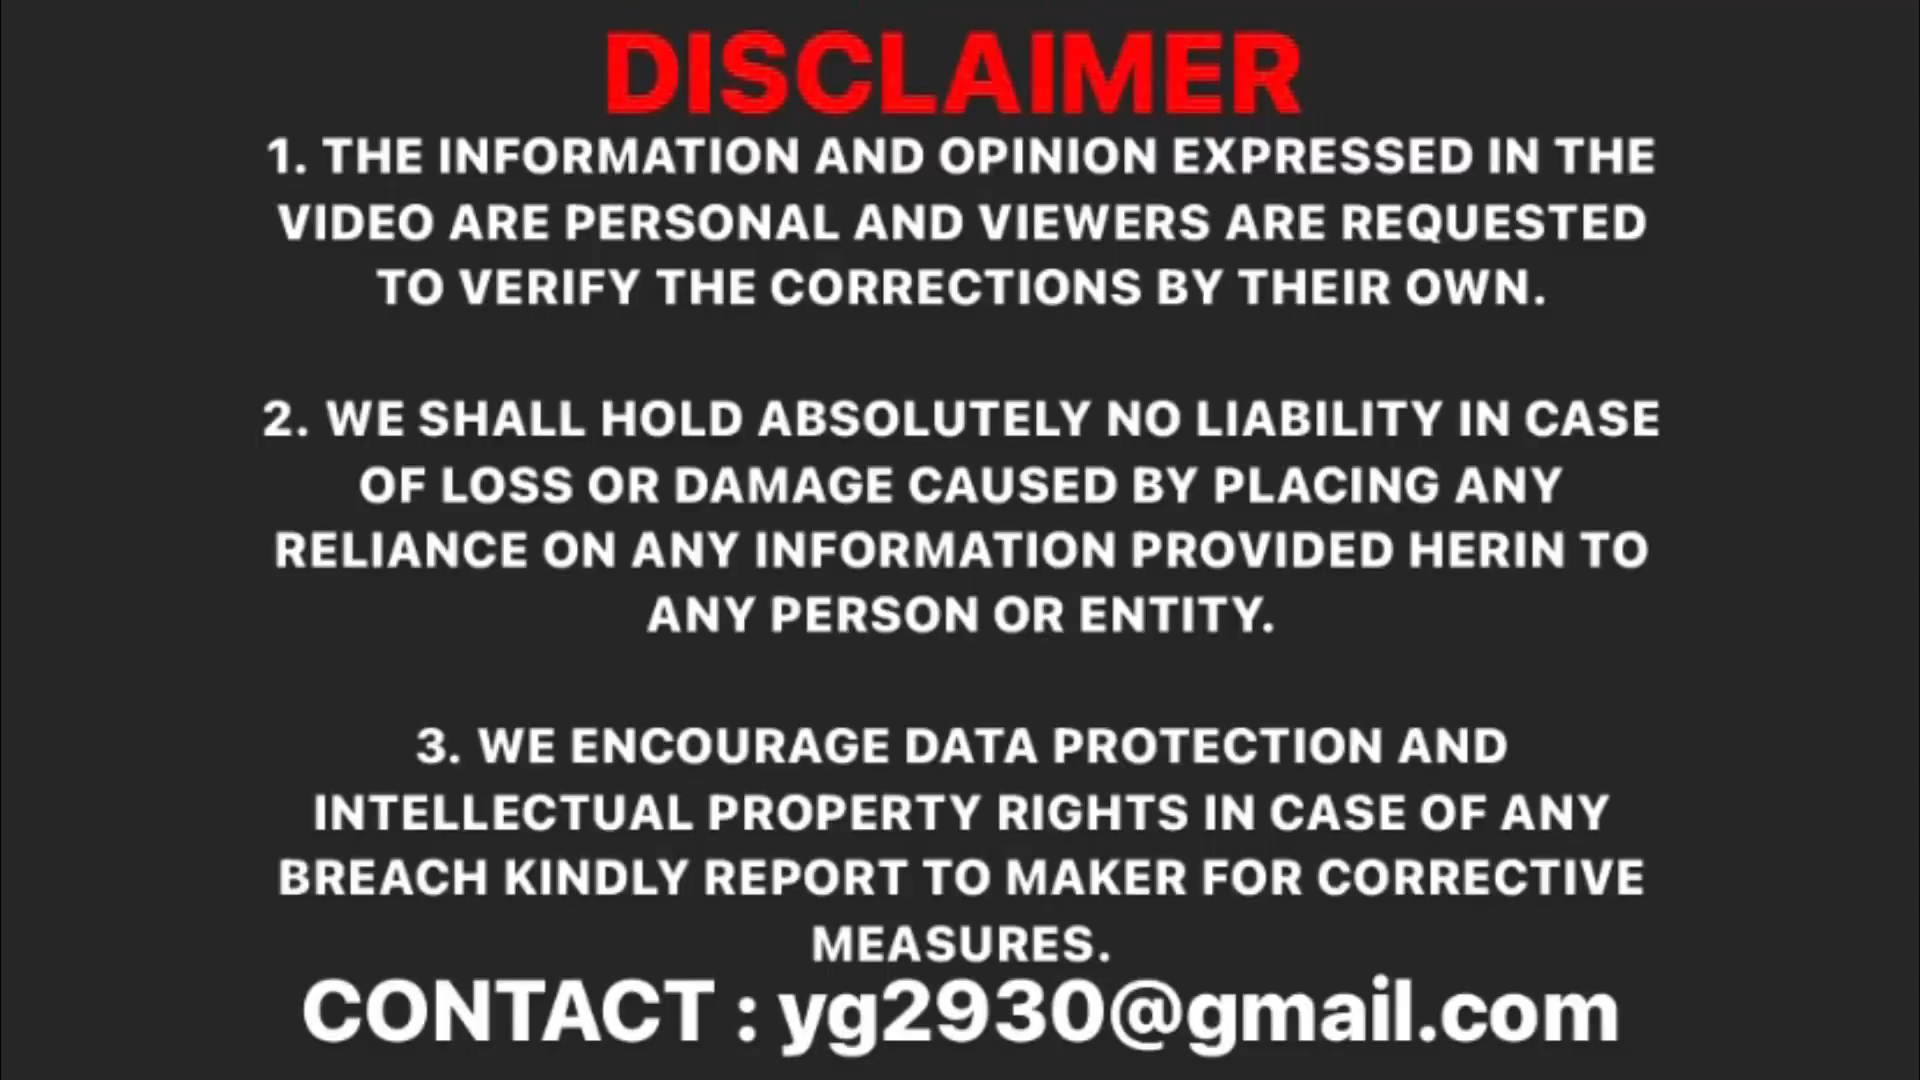 DISCLAIMER
1. THE INFORMATION AND OPINION EXPRESSED IN THE
VIDEO ARE PERSONAL AND VIEWERS ARE REQUESTED
TO VERIFY THE CORRECTIONS BY THEIR OWN.
2. WE SHALL HOLD ABSOLUTELY NO LIABILITY IN CASE
OF LOSS OR DAMAGE CAUSED BY PLACING ANY
RELIANCE ON ANY INFORMATION PROVIDED HERIN TO
ANY PERSON OR ENTITY.
3. WE ENCOURAGE DATA PROTECTION AND
INTELLECTUAL PROPERTY RIGHTS IN CASE OF ANY
BREACH KINDLY REPORT TO MAKER FOR CORRECTIVE
MEASURES.
CONTACT : yg2930@gmail.com